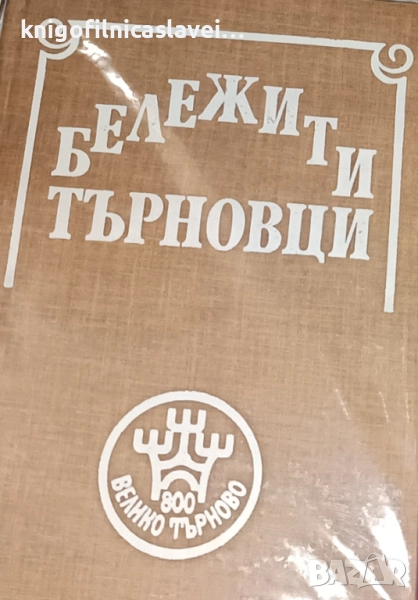 knigofilnicaslavei...
БЕЛЕЖИТИ
ТЪРНОВЦИ
800
ВЕЛИКО ТЪРНОВО
BAZAR